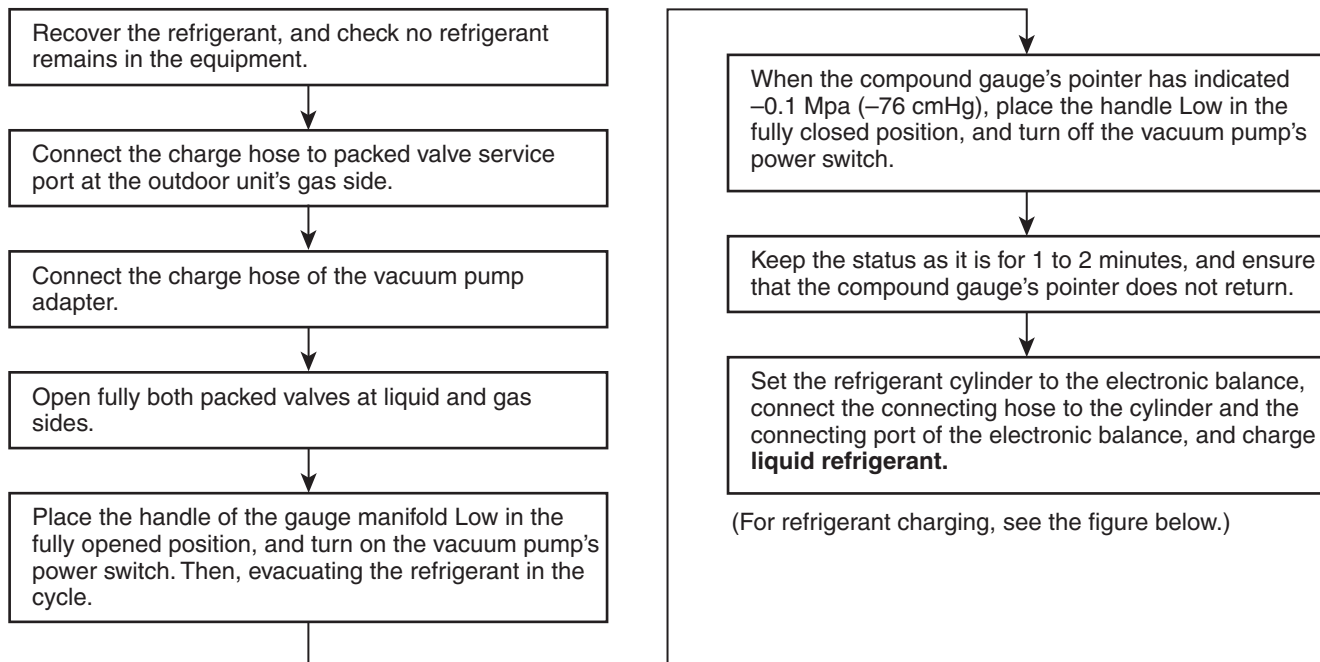 Recover the refrigerant, and check no refrigerant
remains in the equipment.
Connect the charge hose to packed valve service
port at the outdoor unit's gas side.
Connect the charge hose of the vacuum pump
adapter.
Open fully both packed valves at liquid and gas
sides.
Place the handle of the gauge manifold Low in the
fully opened position, and turn on the vacuum pump's
power switch. Then, evacuating the refrigerant in the
cycle.
When the compound gauge's pointer has indicated
–0.1 Mpa (–76 cmHg), place the handle Low in the
fully closed position, and turn off the vacuum pump's
power switch.
Keep the status as it is for 1 to 2 minutes, and ensure
that the compound gauge's pointer does not return.
Set the refrigerant cylinder to the electronic balance,
connect the connecting hose to the cylinder and the
connecting port of the electronic balance, and charge
liquid refrigerant.
(For refrigerant charging, see the figure below.)